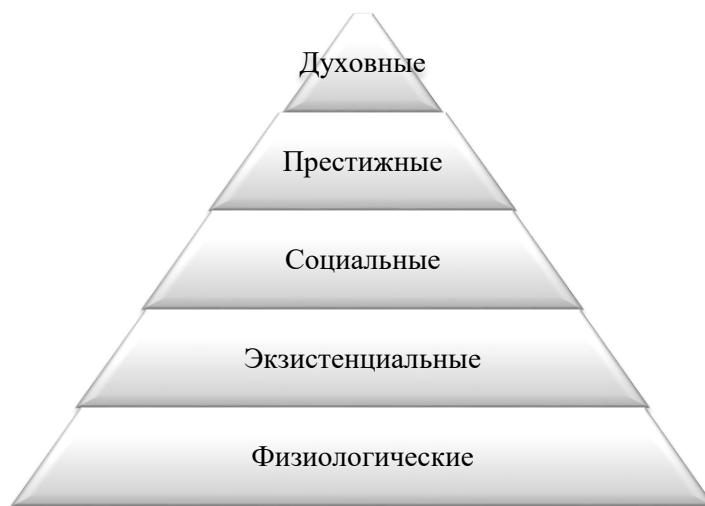 Духовные
Престижные
Социальные
Экзистенциальные
Физиологические